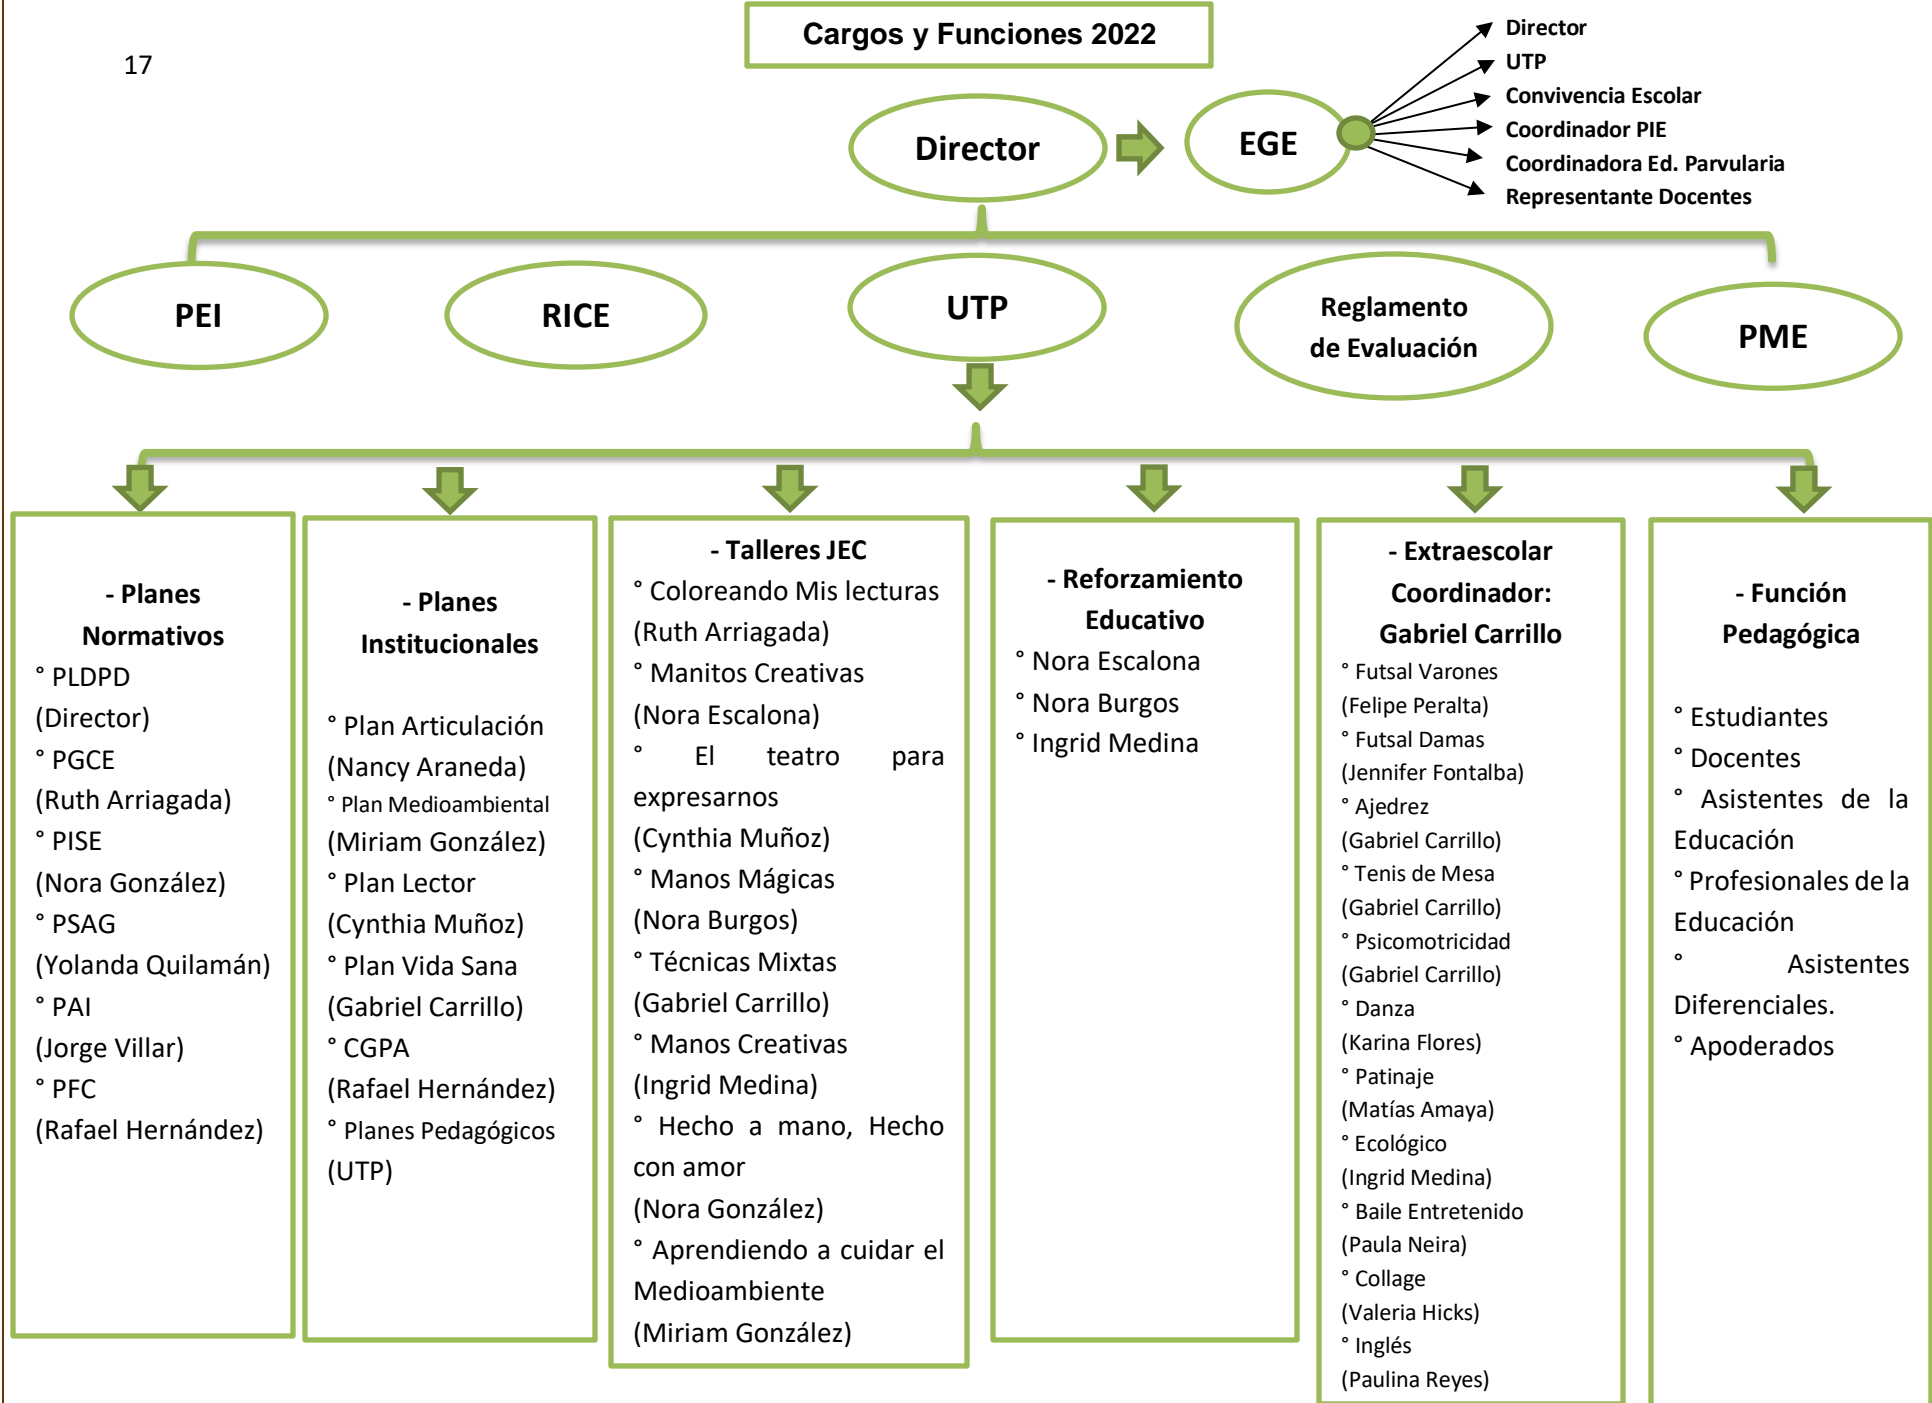 17
Cargos y Funciones 2022
Director
EGE
Director
UTP
Convivencia Escolar
Coordinador PIE
Coordinadora Ed. Parvularia
Representante Docentes
PEI
RICE
UTP
Reglamento
de Evaluación
PME
- Planes
Normativos
° PLDPD
(Director)
° PGCE
(Ruth Arriagada)
° PISE
(Nora González)
° PSAG
(Yolanda Quilamán)
° PAI
(Jorge Villar)
° PFC
(Rafael Hernández)
- Planes
Institucionales
° Plan Articulación
(Nancy Araneda)
° Plan Medioambiental
(Miriam González)
° Plan Lector
(Cynthia Muñoz)
° Plan Vida Sana
(Gabriel Carrillo)
° CGPA
(Rafael Hernández)
° Planes Pedagógicos
(UTP)
- Talleres JEC
° Coloreando Mis lecturas
(Ruth Arriagada)
° Manitos Creativas
(Nora Escalona)
° El teatro para
expresarnos
(Cynthia Muñoz)
° Manos Mágicas
(Nora Burgos)
° Técnicas Mixtas
(Gabriel Carrillo)
° Manos Creativas
(Ingrid Medina)
° Hecho a mano, Hecho
con amor
(Nora González)
° Aprendiendo a cuidar el
Medioambiente
(Miriam González)
- Reforzamiento
Educativo
° Nora Escalona
° Nora Burgos
° Ingrid Medina
- Extraescolar
Coordinador:
Gabriel Carrillo
° Futsal Varones
(Felipe Peralta)
° Futsal Damas
(Jennifer Fontalba)
° Ajedrez
(Gabriel Carrillo)
° Tenis de Mesa
(Gabriel Carrillo)
° Psicomotricidad
(Gabriel Carrillo)
° Danza
(Karina Flores)
° Patinaje
(Matías Amaya)
° Ecológico
(Ingrid Medina)
° Baile Entretenido
(Paula Neira)
° Collage
(Valeria Hicks)
° Inglés
(Paulina Reyes)
- Función
Pedagógica
° Estudiantes
° Docentes
° Asistentes de la
Educación
° Profesionales de la
Educación
° Asistentes
Diferenciales.
° Apoderados